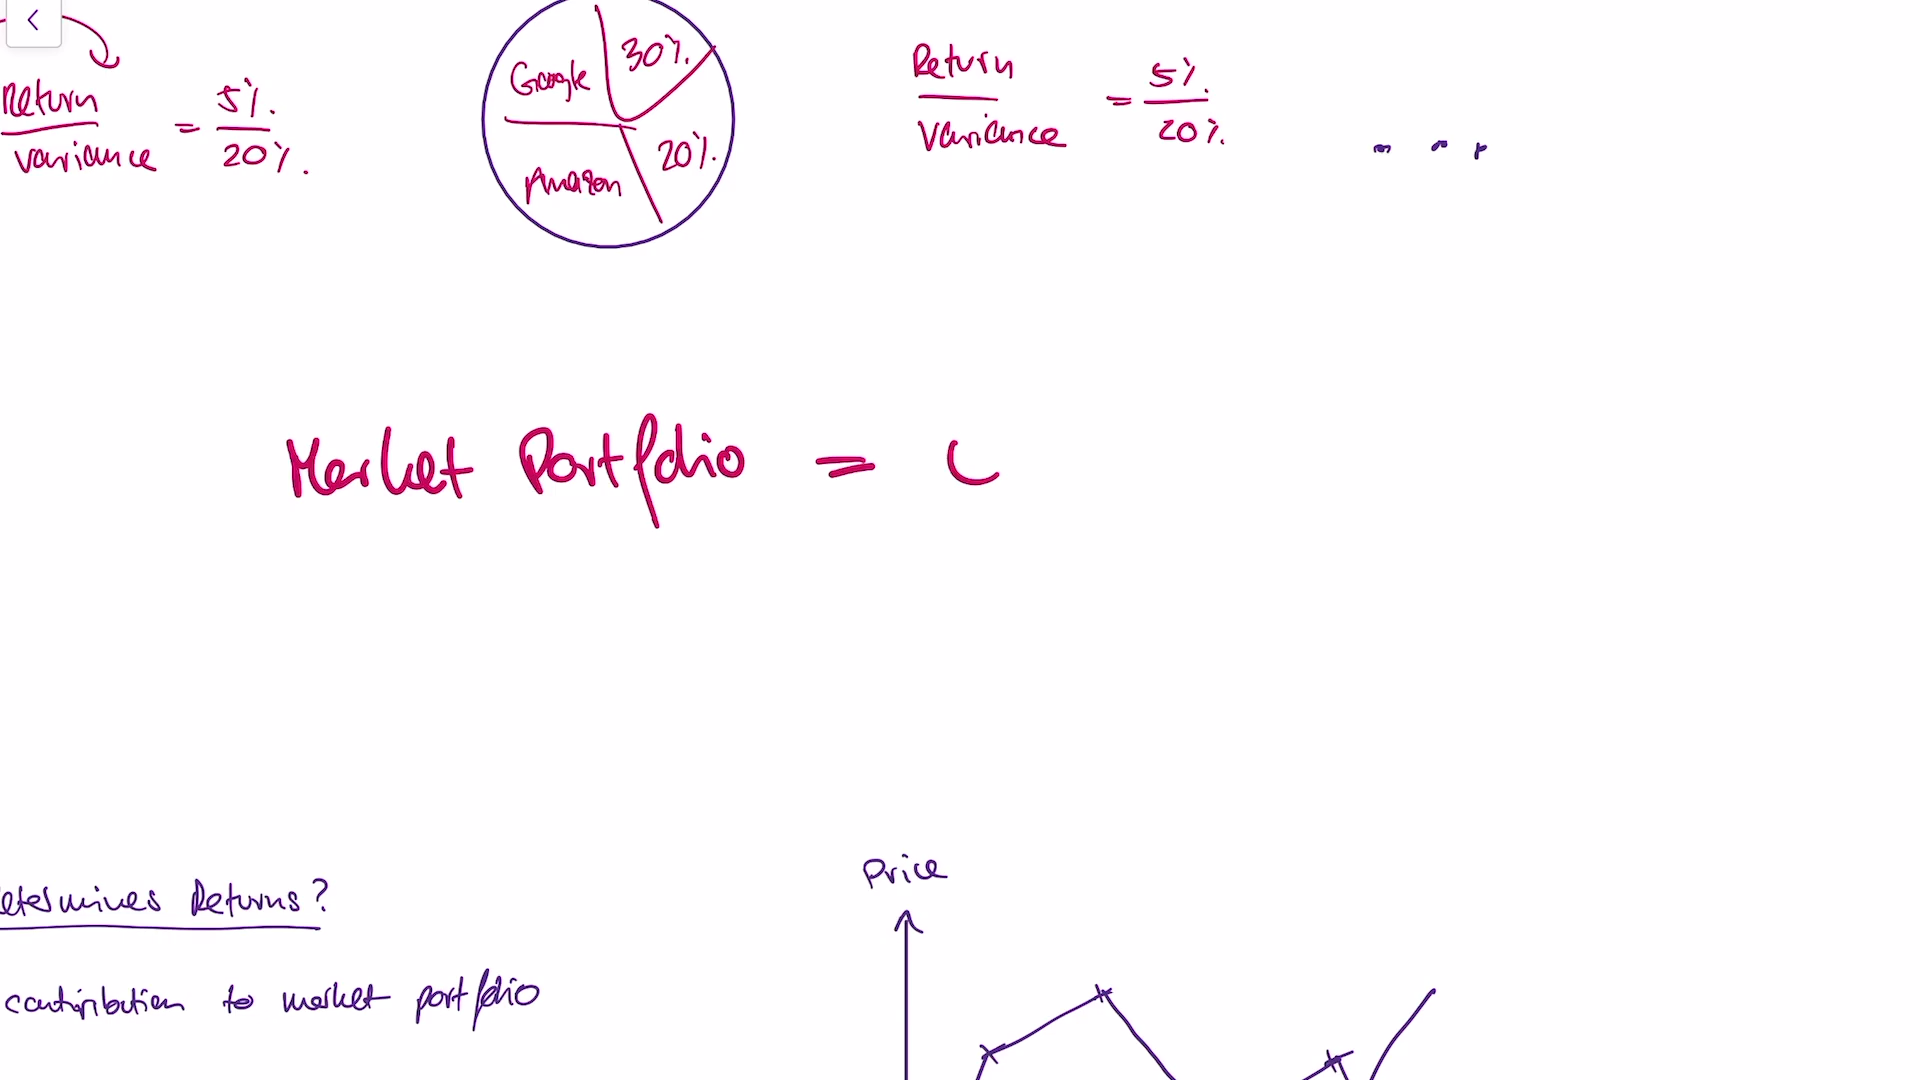 Return
variance
= 5%.
20%.
Google
30%.
Amazon
20%.
Return
Variance
= 5%.
20%.
...
Market Portfolio =
etermines Returns?
contribution to market portfolio
Price